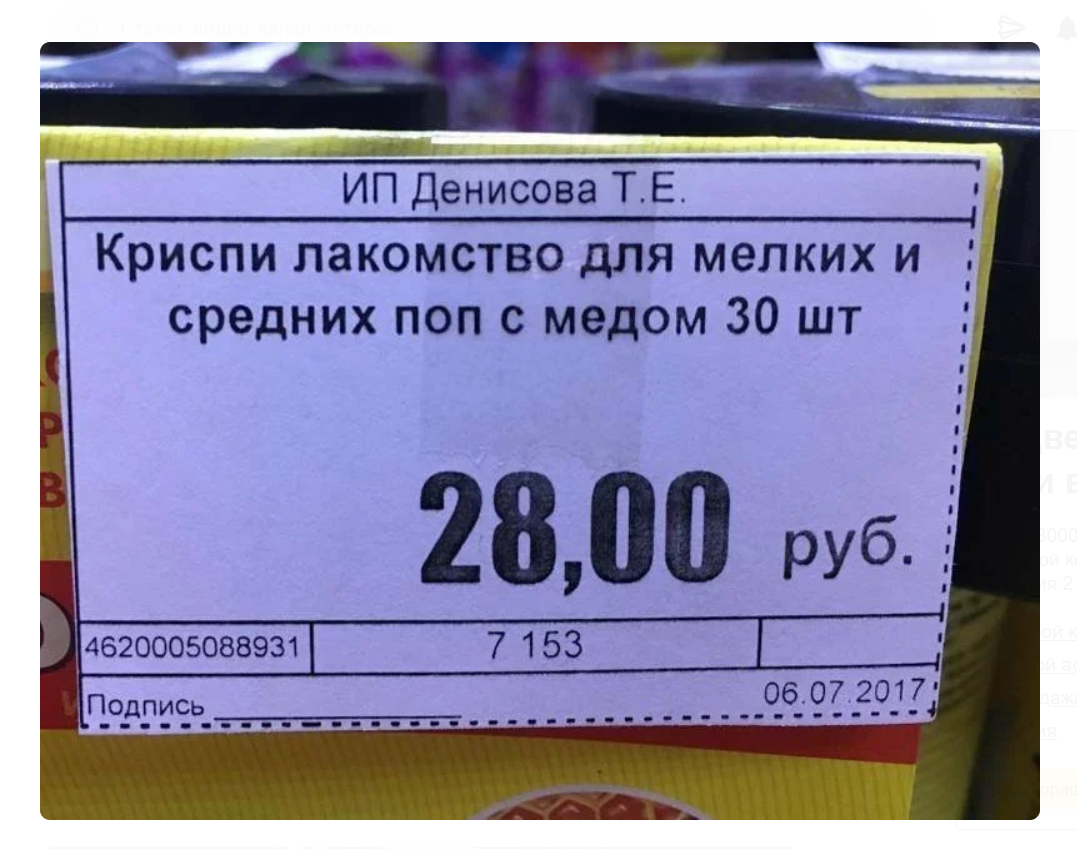 ИП Денисова Т.Е.
Криспи лакомство для мелких и
средних поп с медом 30 шт
28,00 руб.
4620005088931 7 153
Подпись 06.07.2017